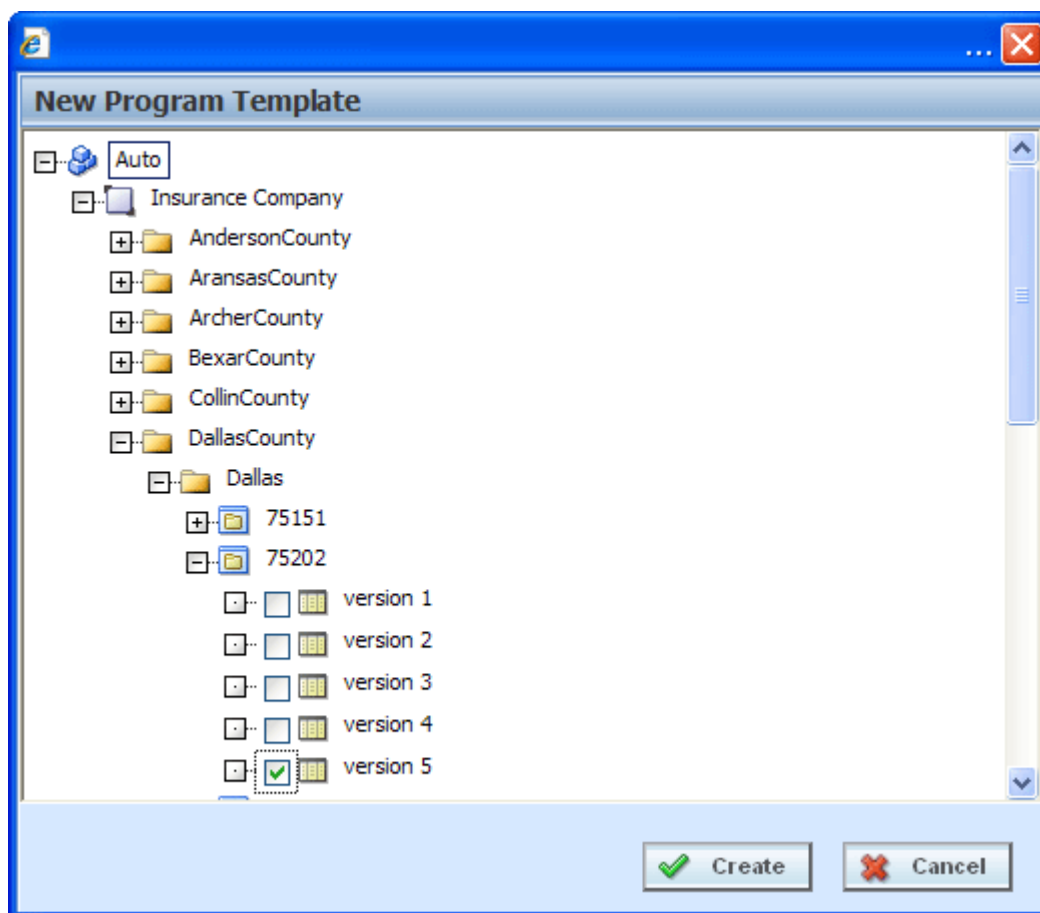 ...
New Program Template
Auto
Insurance Company
AndersonCounty
AransasCounty
ArcherCounty
BexarCounty
CollinCounty
DallasCounty
Dallas
75151
75202
version 1
version 2
version 3
version 4
version 5
Create
Cancel